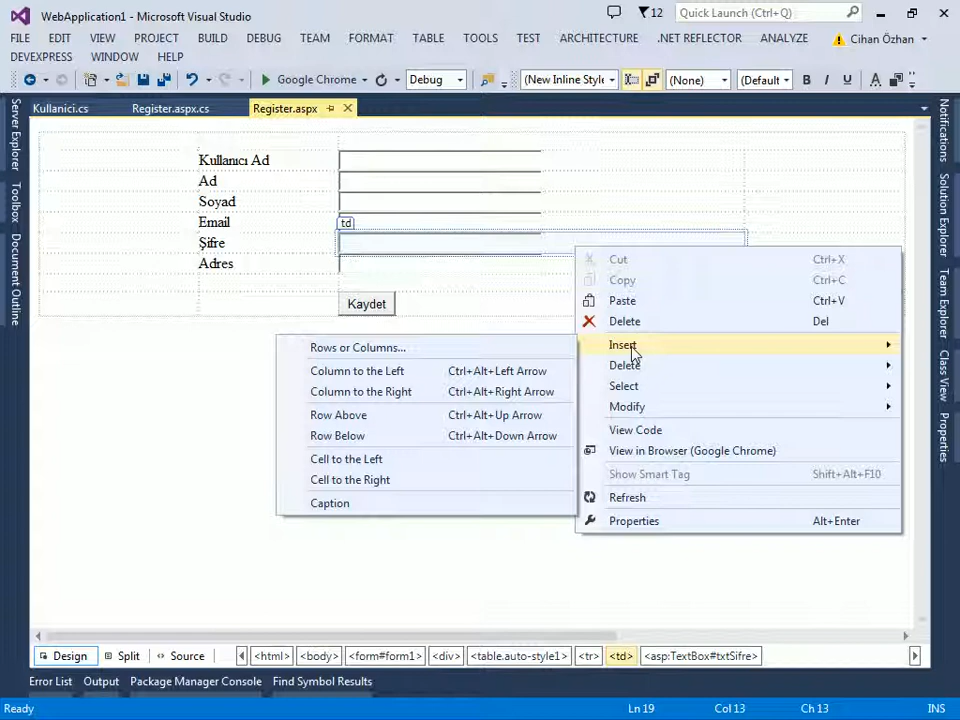 WebApplication1 - Microsoft Visual Studio
12
Quick Launch (Ctrl+Q)
FILE EDIT VIEW PROJECT BUILD DEBUG TEAM FORMAT TABLE TOOLS TEST ARCHITECTURE .NET REFLECTOR ANALYZE
Cihan Özhan
DEVEXPRESS WINDOW HELP
Google Chrome
Debug
(New Inline Style
(None)
(Default
B I U A
Kullanici.cs Register.aspx.cs Register.aspx
Server Explorer
Toolbox
Document Outline
Kullanıcı Ad
Ad
Soyad
Email
td
Şifre
Adres
Kaydet
Cut Ctrl+X
Copy Ctrl+C
Paste Ctrl+V
Delete Del
Insert
Delete
Select
Modify
View Code
View in Browser (Google Chrome)
Show Smart Tag Shift+Alt+F10
Refresh
Properties Alt+Enter
Rows or Columns...
Column to the Left Ctrl+Alt+Left Arrow
Column to the Right Ctrl+Alt+Right Arrow
Row Above Ctrl+Alt+Up Arrow
Row Below Ctrl+Alt+Down Arrow
Cell to the Left
Cell to the Right
Caption
Notifications
Solution Explorer
Team Explorer
Properties
Design Split Source <html> <body> <form#form1> <div> <table.auto-style1> <tr> <td> <asp:TextBox#txtSifre>
Error List Output Package Manager Console Find Symbol Results
Ready Ln 19 Col 13 Ch 13 INS